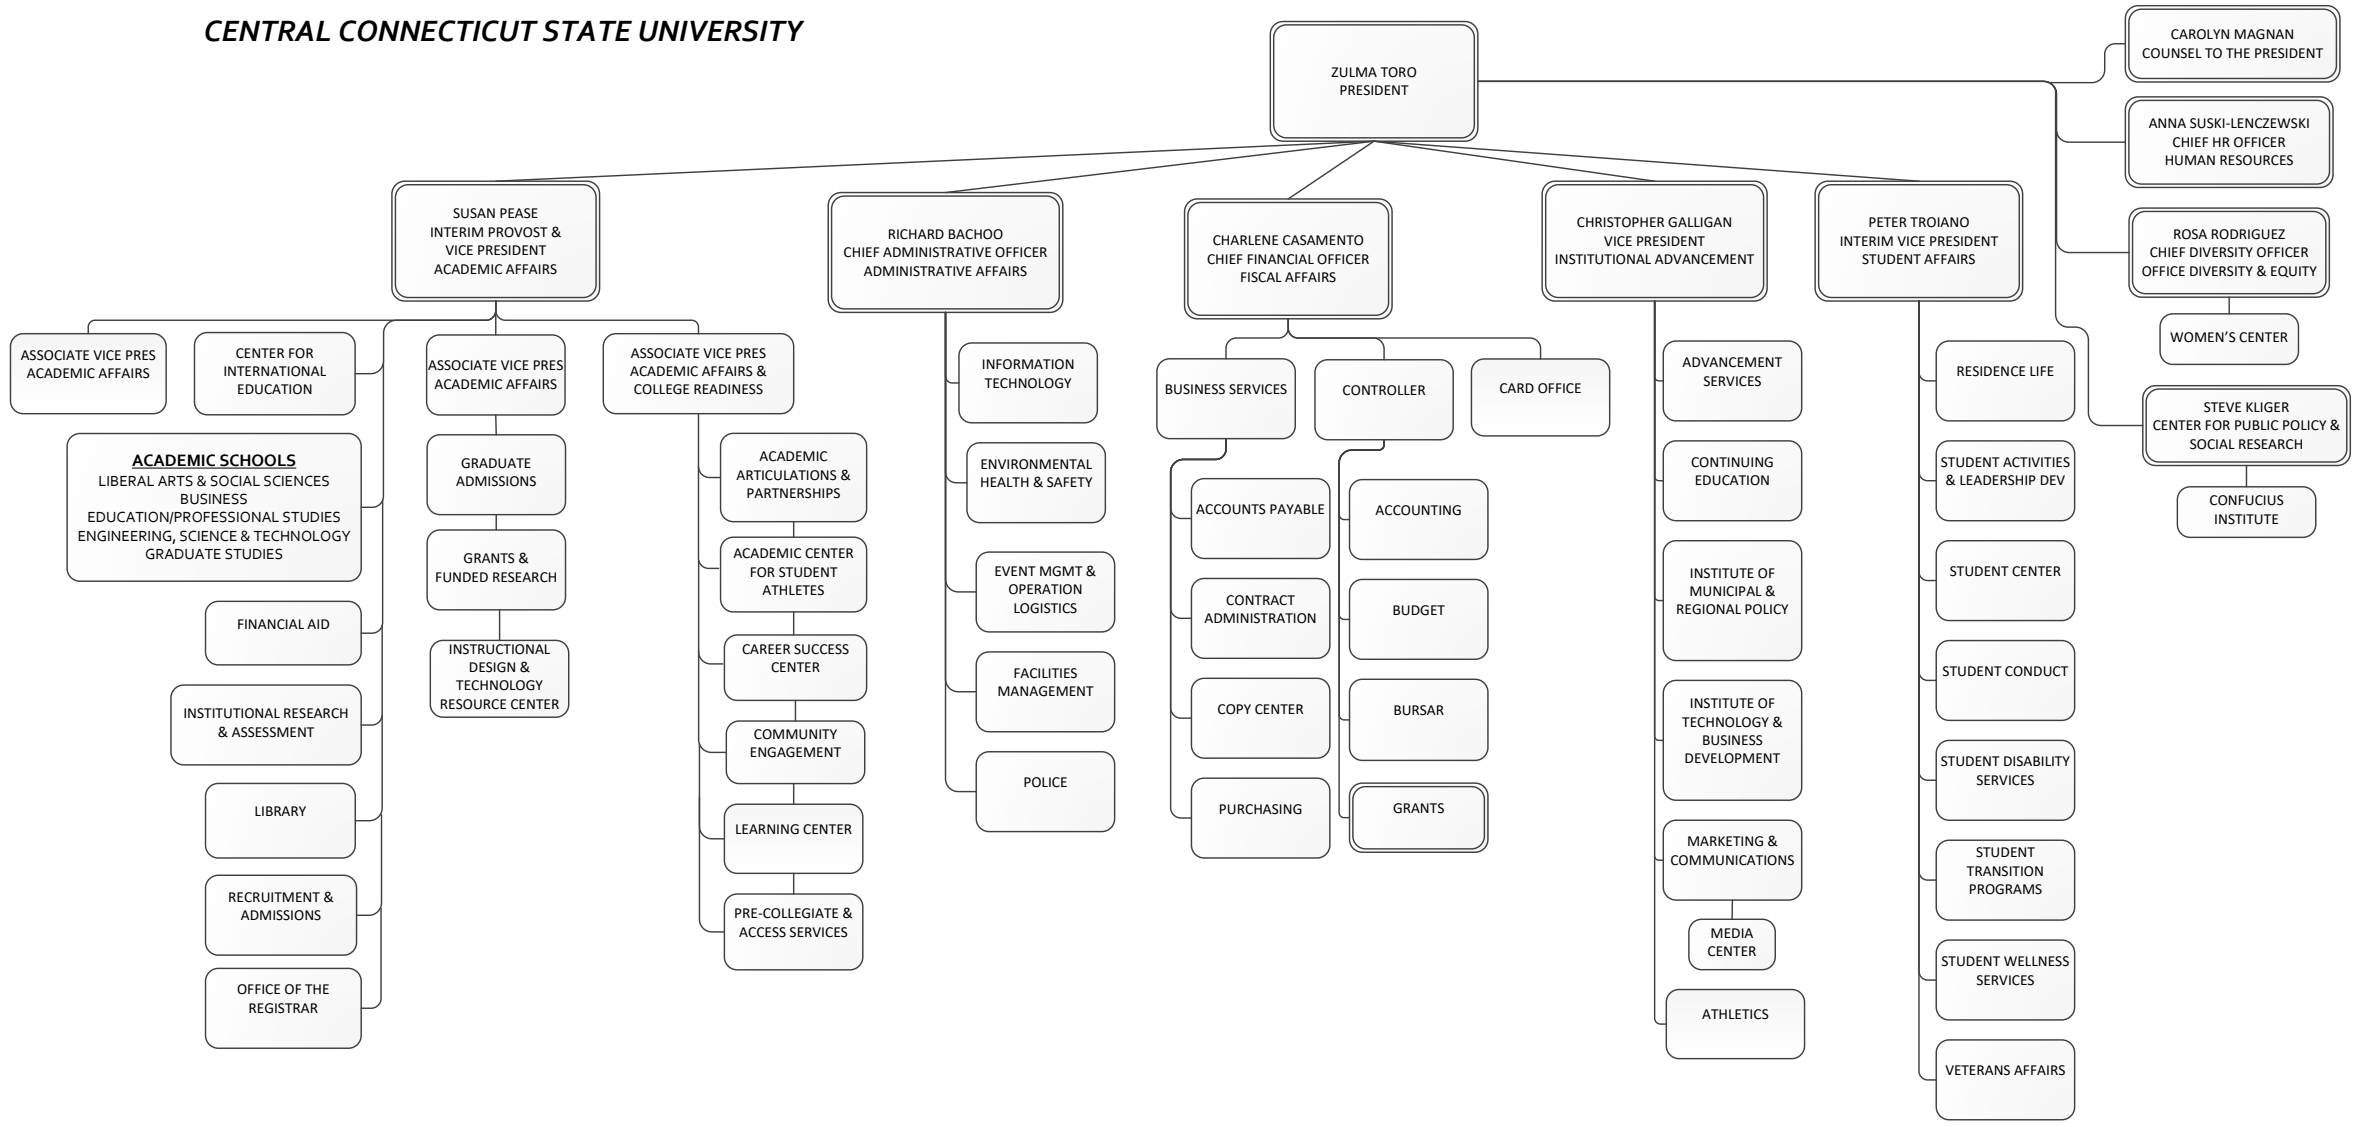 CENTRAL CONNECTICUT STATE UNIVERSITY
ZULMA TORO
PRESIDENT
CAROLYN MAGNAN
COUNSEL TO THE PRESIDENT
ANNA SUSKI-LENCZEWSKI
CHIEF HR OFFICER
HUMAN RESOURCES
ROSA RODRIGUEZ
CHIEF DIVERSITY OFFICER
OFFICE DIVERSITY & EQUITY
WOMEN'S CENTER
STEVE KLIGER
CENTER FOR PUBLIC POLICY &
SOCIAL RESEARCH
CONFUCIUS
INSTITUTE
SUSAN PEASE
INTERIM PROVOST &
VICE PRESIDENT
ACADEMIC AFFAIRS
ASSOCIATE VICE PRES
ACADEMIC AFFAIRS
CENTER FOR
INTERNATIONAL
EDUCATION
ACADEMIC SCHOOLS
LIBERAL ARTS & SOCIAL SCIENCES
BUSINESS
EDUCATION/PROFESSIONAL STUDIES
ENGINEERING, SCIENCE & TECHNOLOGY
GRADUATE STUDIES
FINANCIAL AID
INSTITUTIONAL RESEARCH
& ASSESSMENT
LIBRARY
RECRUITMENT &
ADMISSIONS
OFFICE OF THE
REGISTRAR
ASSOCIATE VICE PRES
ACADEMIC AFFAIRS
GRADUATE
ADMISSIONS
GRANTS &
FUNDED RESEARCH
INSTRUCTIONAL
DESIGN &
TECHNOLOGY
RESOURCE CENTER
ASSOCIATE VICE PRES
ACADEMIC AFFAIRS &
COLLEGE READINESS
ACADEMIC
ARTICULATIONS &
PARTNERSHIPS
ACADEMIC CENTER
FOR STUDENT
ATHLETES
CAREER SUCCESS
CENTER
COMMUNITY
ENGAGEMENT
LEARNING CENTER
PRE-COLLEGIATE &
ACCESS SERVICES
RICHARD BACHOO
CHIEF ADMINISTRATIVE OFFICER
ADMINISTRATIVE AFFAIRS
INFORMATION
TECHNOLOGY
ENVIRONMENTAL
HEALTH & SAFETY
EVENT MGMT &
OPERATION
LOGISTICS
FACILITIES
MANAGEMENT
POLICE
CHARLENE CASAMENTO
CHIEF FINANCIAL OFFICER
FISCAL AFFAIRS
BUSINESS SERVICES
ACCOUNTS PAYABLE
CONTRACT
ADMINISTRATION
COPY CENTER
PURCHASING
CONTROLLER
ACCOUNTING
BUDGET
BURSAR
GRANTS
CARD OFFICE
CHRISTOPHER GALLIGAN
VICE PRESIDENT
INSTITUTIONAL ADVANCEMENT
ADVANCEMENT
SERVICES
CONTINUING
EDUCATION
INSTITUTE OF
MUNICIPAL &
REGIONAL POLICY
INSTITUTE OF
TECHNOLOGY &
BUSINESS
DEVELOPMENT
MARKETING &
COMMUNICATIONS
MEDIA
CENTER
ATHLETICS
PETER TROIANO
INTERIM VICE PRESIDENT
STUDENT AFFAIRS
RESIDENCE LIFE
STUDENT ACTIVITIES
& LEADERSHIP DEV
STUDENT CENTER
STUDENT CONDUCT
STUDENT DISABILITY
SERVICES
STUDENT
TRANSITION
PROGRAMS
STUDENT WELLNESS
SERVICES
VETERANS AFFAIRS